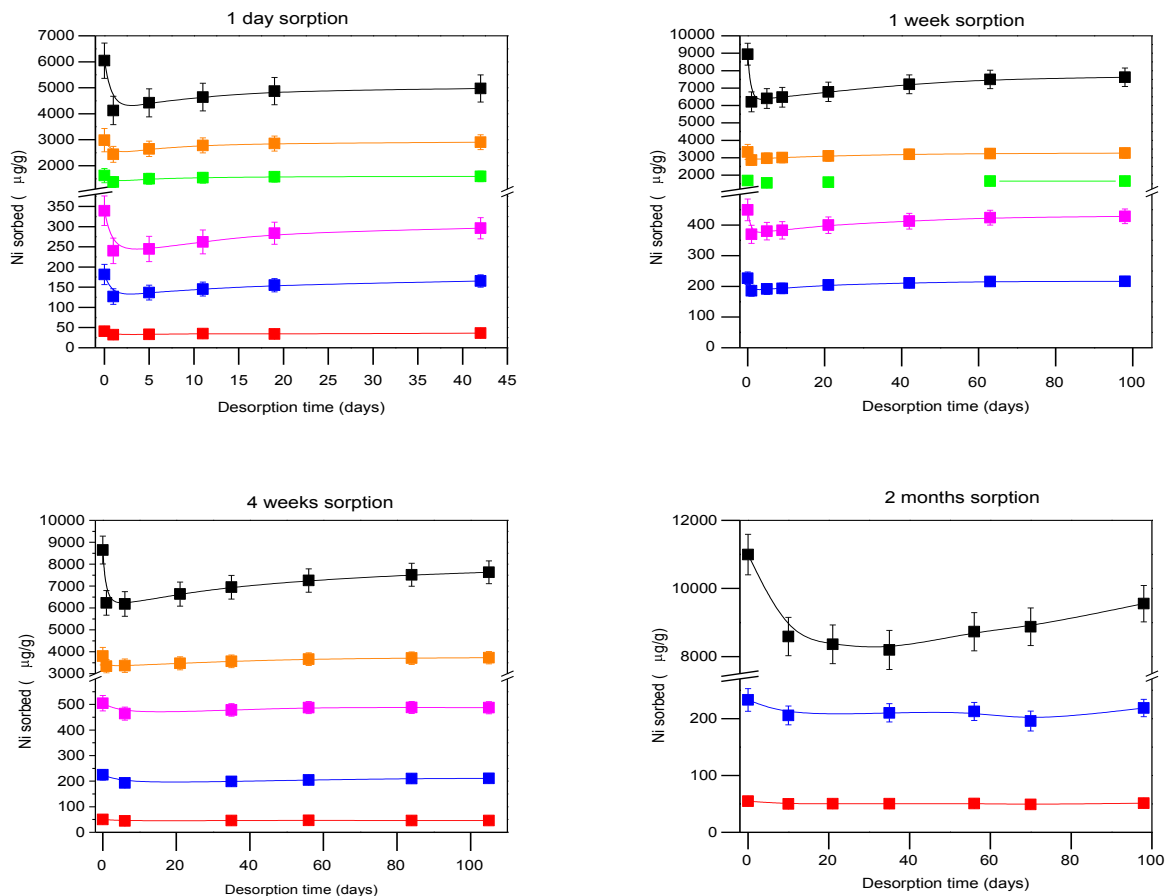 1 day sorption
7000
6000
5000
4000
3000
2000
350
300
250
200
150
100
50
0
Ni sorbed ( μg/g)
0 5 10 15 20 25 30 35 40 45
Desorption time (days)
1 week sorption
10000
9000
8000
7000
6000
5000
4000
3000
2000
400
200
0
Ni sorbed ( μg/g)
0 20 40 60 80 100
Desorption time (days)
4 weeks sorption
10000
9000
8000
7000
6000
5000
4000
3000
500
400
300
200
100
0
Ni sorbed ( μg/g)
0 20 40 60 80 100
Desorption time (days)
2 months sorption
12000
10000
8000
200
100
0
Ni sorbed ( μg/g)
0 20 40 60 80 100
Desorption time (days)